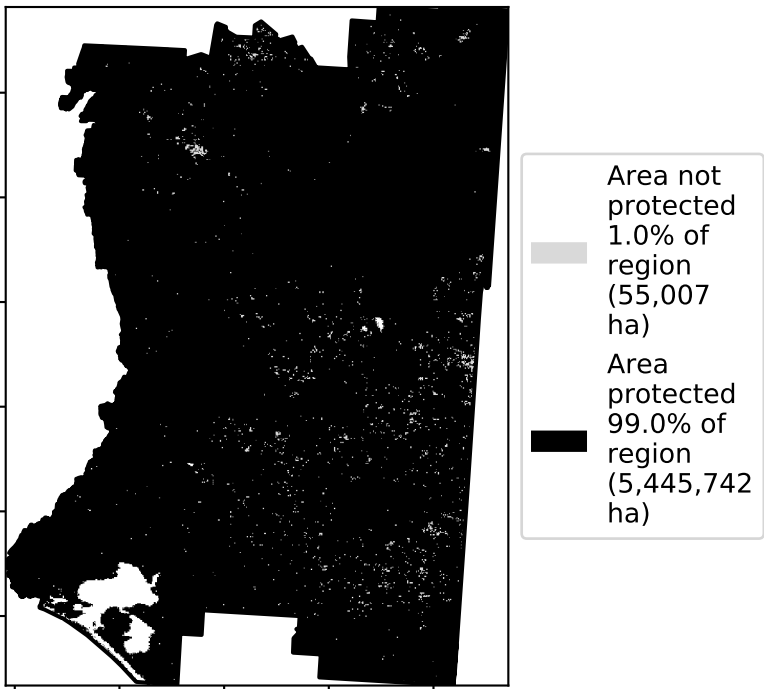 Area not
protected
1.0% of
region
(55,007
ha)
Area
protected
99.0% of
region
(5,445,742
ha)